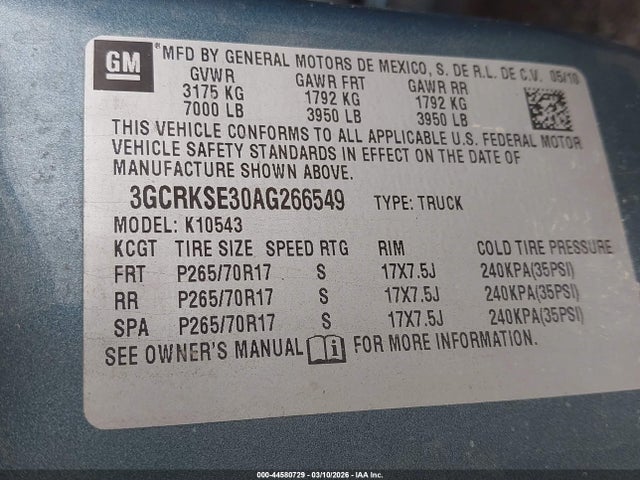 GM
®MFD BY GENERAL MOTORS DE MEXICO, S. DE R.L. DE C.V. 05/10
GVWR GAWR FRT GAWR RR
3175 KG 1792 KG 1792 KG
7000 LB 3950 LB 3950 LB
THIS VEHICLE CONFORMS TO ALL APPLICABLE U.S. FEDERAL MOTOR
VEHICLE SAFETY STANDARDS IN EFFECT ON THE DATE OF
MANUFACTURE SHOWN ABOVE.
3GCRKSE30AG266549 TYPE: TRUCK
MODEL: K10543
KCGT TIRE SIZE SPEED RTG RIM COLD TIRE PRESSURE
FRT P265/70R17 S 17X7.5J 240KPA(35PSI)
RR P265/70R17 S 17X7.5J 240KPA(35PSI)
SPA P265/70R17 S 17X7.5J 240KPA(35PSI)
SEE OWNER'S MANUAL i FOR MORE INFORMATION.
000-44580729 - 03/10/2026 - IAA Inc.